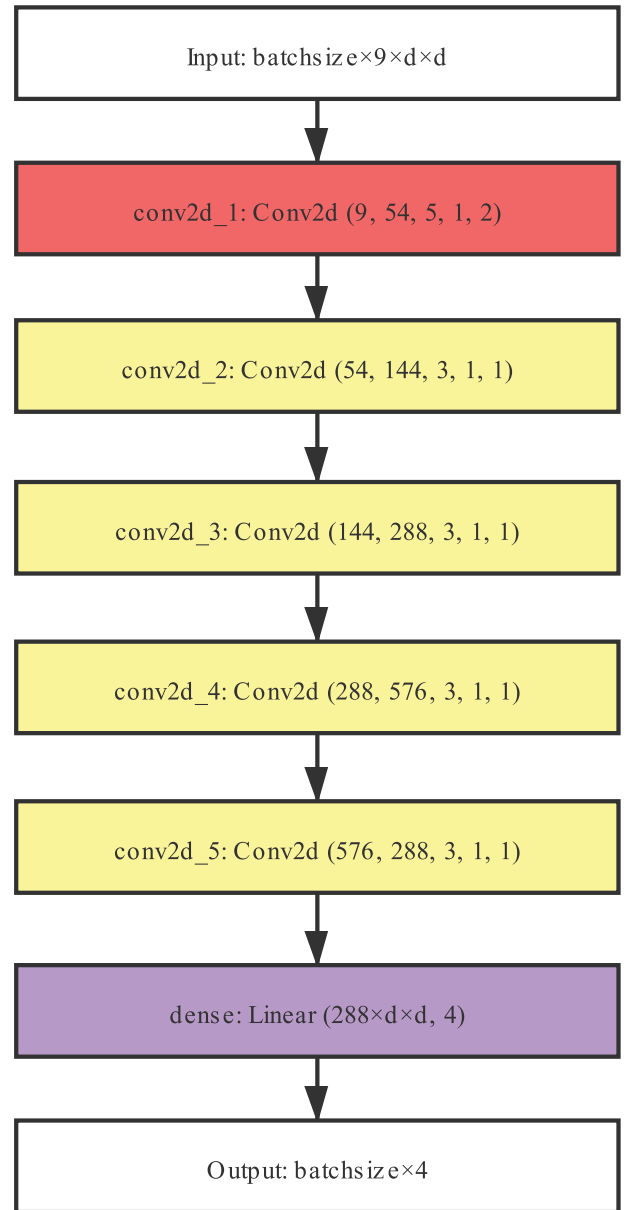 Input: batchsize×9×d×d
conv2d_1: Conv2d (9, 54, 5, 1, 2)
conv2d_2: Conv2d (54, 144, 3, 1, 1)
conv2d_3: Conv2d (144, 288, 3, 1, 1)
conv2d_4: Conv2d (288, 576, 3, 1, 1)
conv2d_5: Conv2d (576, 288, 3, 1, 1)
dense: Linear (288×d×d, 4)
Output: batchsize×4